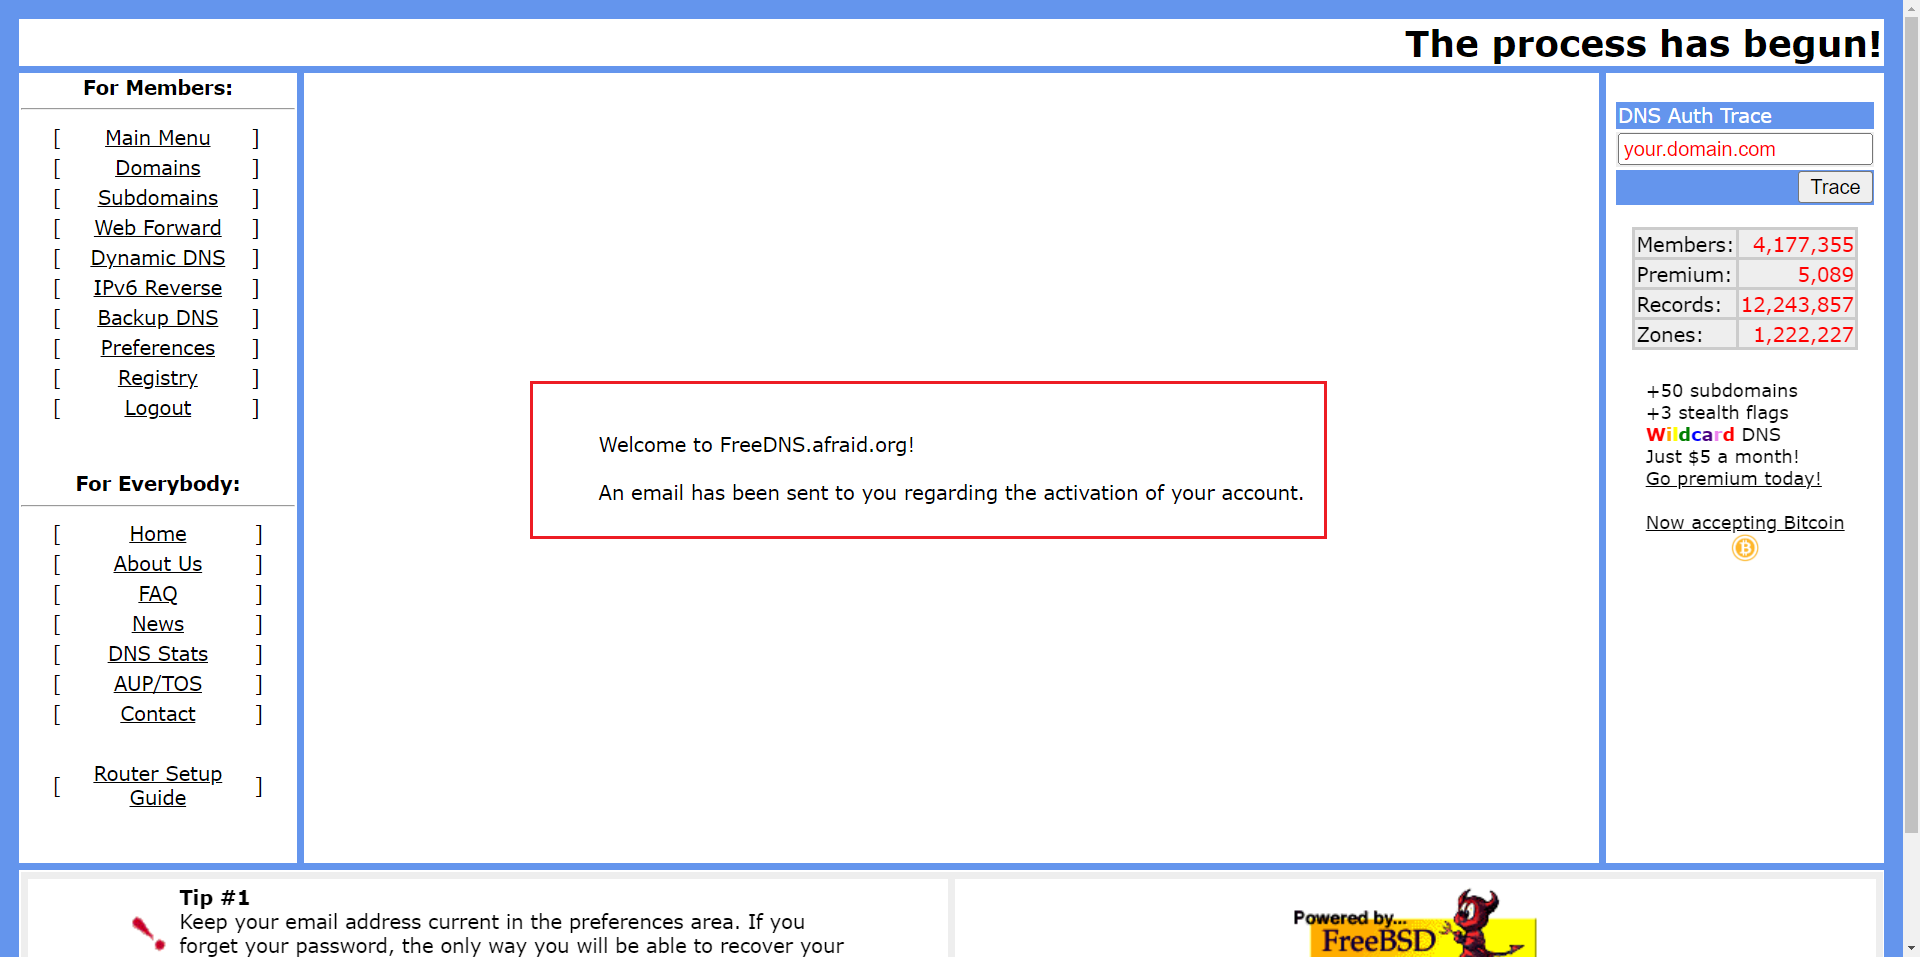 The process has begun!
For Members:
[ Main Menu ]
[ Domains ]
[ Subdomains ]
[ Web Forward ]
[ Dynamic DNS ]
[ IPv6 Reverse ]
[ Backup DNS ]
[ Preferences ]
[ Registry ]
[ Logout ]
For Everybody:
[ Home ]
[ About Us ]
[ FAQ ]
[ News ]
[ DNS Stats ]
[ AUP/TOS ]
[ Contact ]
[ Router Setup
Guide ]
Welcome to FreeDNS.afraid.org!
An email has been sent to you regarding the activation of your account.
DNS Auth Trace
your.domain.com
Trace
Members: 4,177,355
Premium: 5,089
Records: 12,243,857
Zones: 1,222,227
+50 subdomains
+3 stealth flags
Wildcard DNS
Just $5 a month!
Go premium today!
Now accepting Bitcoin
Tip #1
Keep your email address current in the preferences area. If you
forget your password, the only way you will be able to recover your
Powered by...
FreeBSD